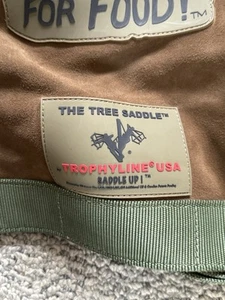 FOR FOOD!™
THE TREE SADDLE™
TROPHYLINE® USA
SADDLE UP!™